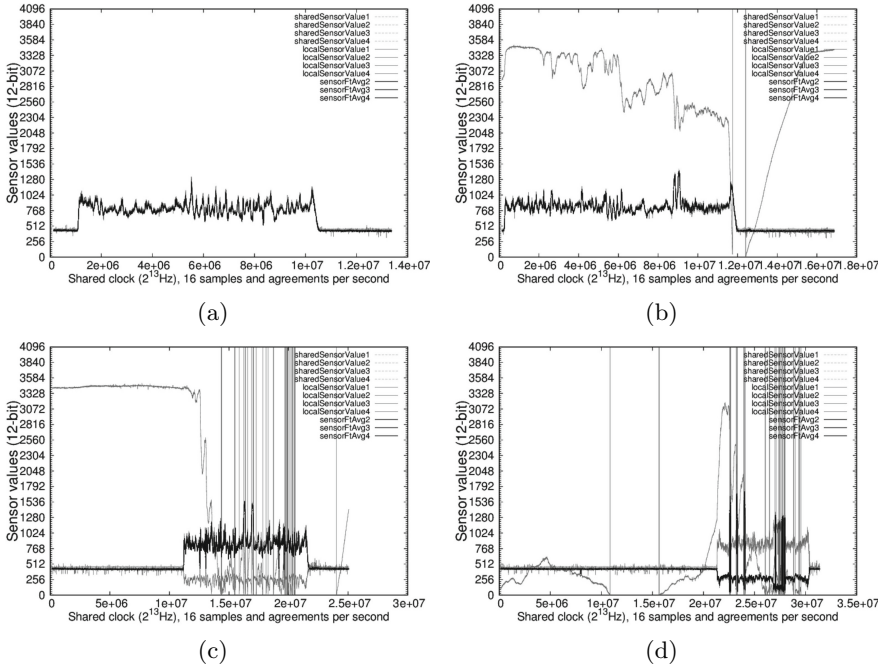 4096
3840
3584
3328
3072
2816
2560
2304
2048
1792
1536
1280
1024
768
512
256
0
Sensor values (12-bit)
sharedSensorValue1
sharedSensorValue2
sharedSensorValue3
sharedSensorValue4
localSensorValue1
localSensorValue2
localSensorValue3
localSensorValue4
sensorFtAvg2
sensorFtAvg3
sensorFtAvg4
0 2e+06 4e+06 6e+06 8e+06 1e+07 1.2e+07 1.4e+07
Shared clock (2^13Hz), 16 samples and agreements per second
(a)
4096
3840
3584
3328
3072
2816
2560
2304
2048
1792
1536
1280
1024
768
512
256
0
Sensor values (12-bit)
sharedSensorValue1
sharedSensorValue2
sharedSensorValue3
sharedSensorValue4
localSensorValue1
localSensorValue2
localSensorValue3
localSensorValue4
sensorFtAvg2
sensorFtAvg3
sensorFtAvg4
0 2e+06 4e+06 6e+06 8e+06 1e+07 1.2e+07 1.4e+07 1.6e+07 1.8e+07
Shared clock (2^13Hz), 16 samples and agreements per second
(b)
4096
3840
3584
3328
3072
2816
2560
2304
2048
1792
1536
1280
1024
768
512
256
0
Sensor values (12-bit)
sharedSensorValue1
sharedSensorValue2
sharedSensorValue3
sharedSensorValue4
localSensorValue1
localSensorValue2
localSensorValue3
localSensorValue4
sensorFtAvg2
sensorFtAvg3
sensorFtAvg4
0 5e+06 1e+07 1.5e+07 2e+07 2.5e+07 3e+07
Shared clock (2^13Hz), 16 samples and agreements per second
(c)
4096
3840
3584
3328
3072
2816
2560
2304
2048
1792
1536
1280
1024
768
512
256
0
Sensor values (12-bit)
sharedSensorValue1
sharedSensorValue2
sharedSensorValue3
sharedSensorValue4
localSensorValue1
localSensorValue2
localSensorValue3
localSensorValue4
sensorFtAvg2
sensorFtAvg3
sensorFtAvg4
0 5e+06 1e+07 1.5e+07 2e+07 2.5e+07 3e+07 3.5e+07
Shared clock (2^13Hz), 16 samples and agreements per second
(d)